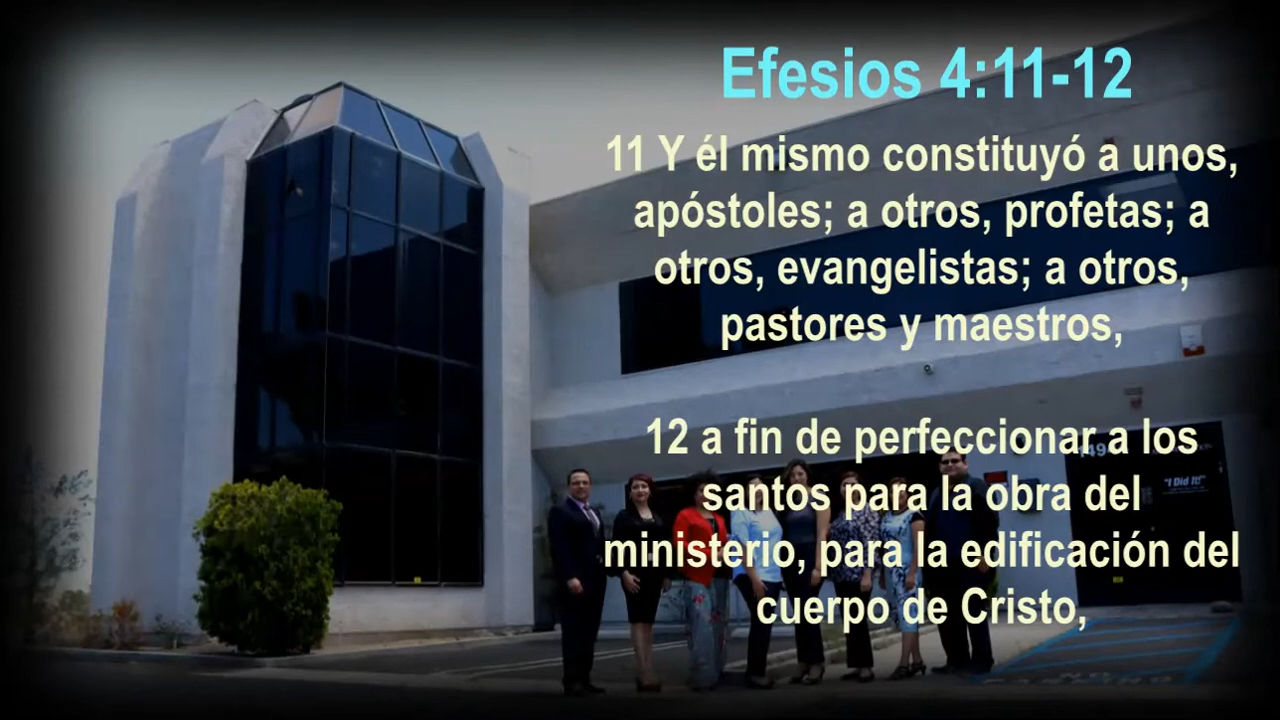 Efesios 4:11-12
11 Y él mismo constituyó a unos,
apóstoles; a otros, profetas; a
otros, evangelistas; a otros,
pastores y maestros,
12 a fin de perfeccionar a los
santos para la obra del
ministerio, para la edificación del
cuerpo de Cristo,
"I Did It!"